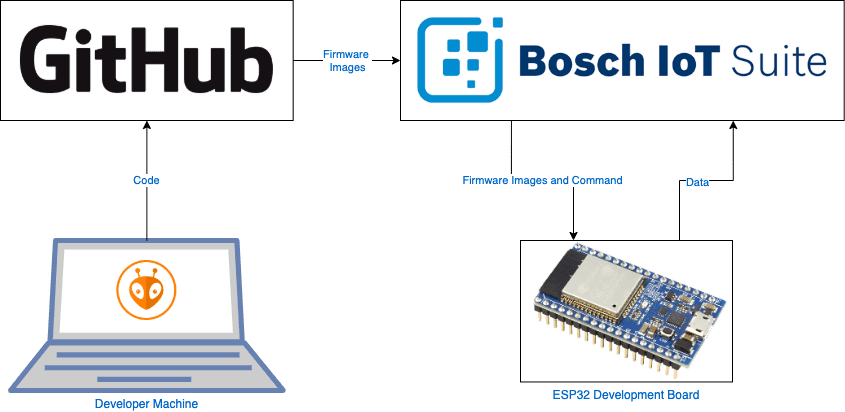 GitHub
Firmware
Images
Bosch IoT Suite
Code
Firmware Images and Command
Data
Developer Machine
ESP32 Development Board